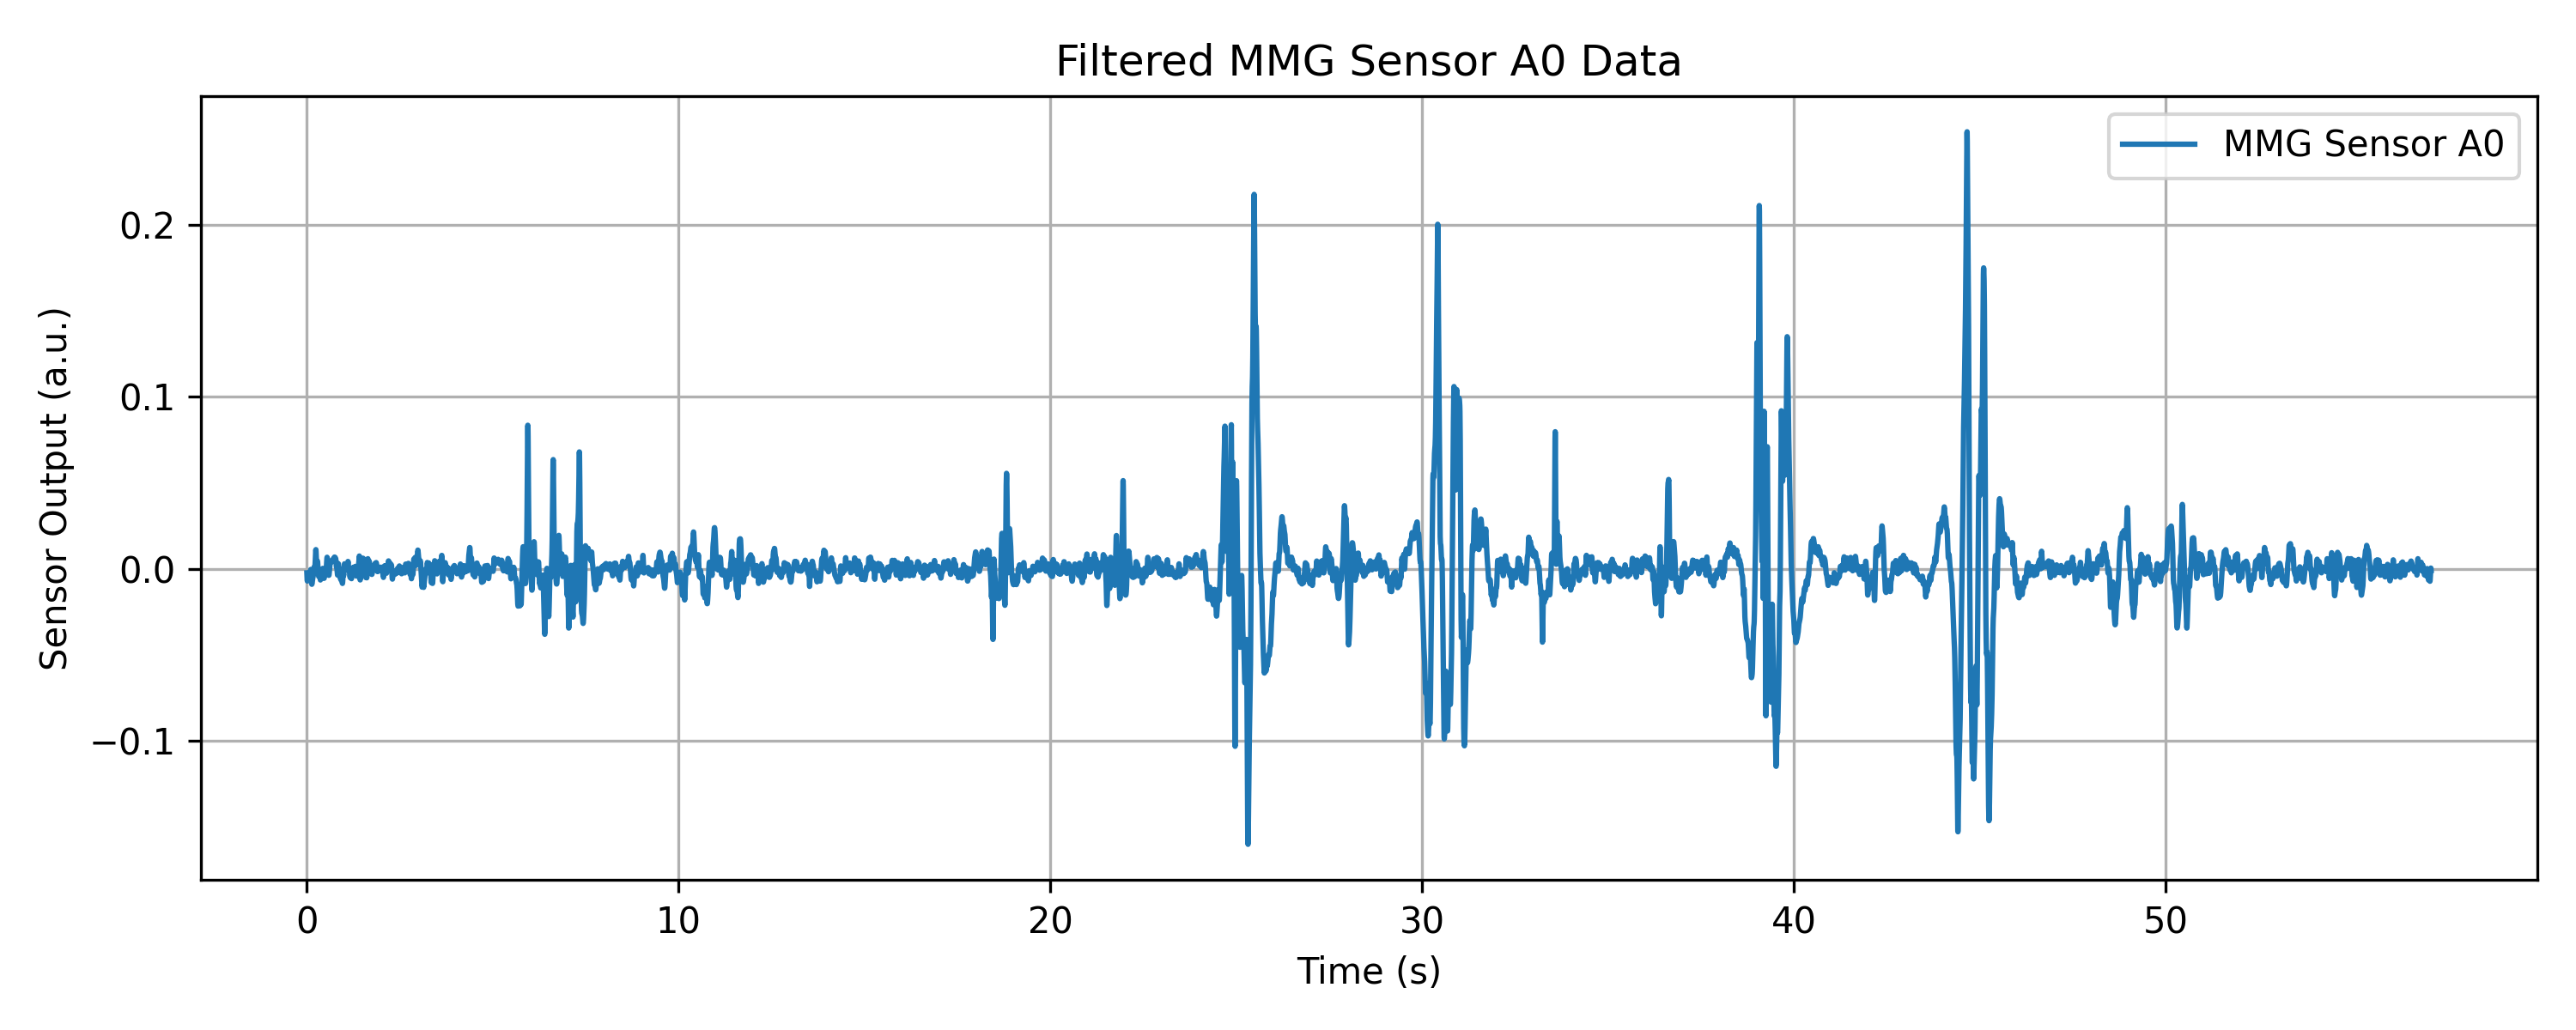 Filtered MMG Sensor A0 Data
MMG Sensor A0
Sensor Output (a.u.)
0.2
0.1
0.0
−0.1
0 10 20 30 40 50
Time (s)